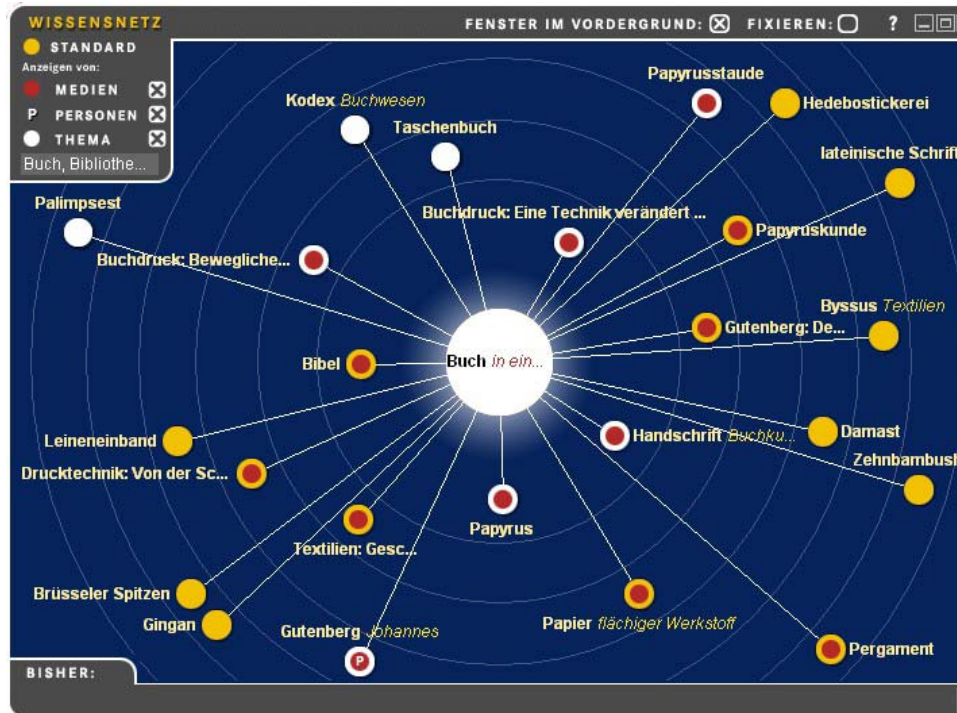 WISSENSNETZ
FENSTER IM VORDERGRUND: FIXIEREN: ?
STANDARD
Anzeigen von:
MEDIEN
P PERSONEN
THEMA
Buch, Bibliothe...
Papyrusstaude
Kodex Buchwesen
Hedebostickerei
Taschenbuch
lateinische Schrift
Palimpsest
Buchdruck: Eine Technik verändert ...
Papyruskunde
Buchdruck: Bewegliche...
Byssus Textilien
Gutenberg: De...
Buch in ein...
Bibel
Leineneinband
Handschrift Buchku...
Damast
Zehnbambush
Drucktechnik: Von der Sc...
Papyrus
Textilien: Gesc...
Brüsseler Spitzen
Gingan
Gutenberg Johannes
Papier flächiger Werkstoff
Pergament
P
BISHER: